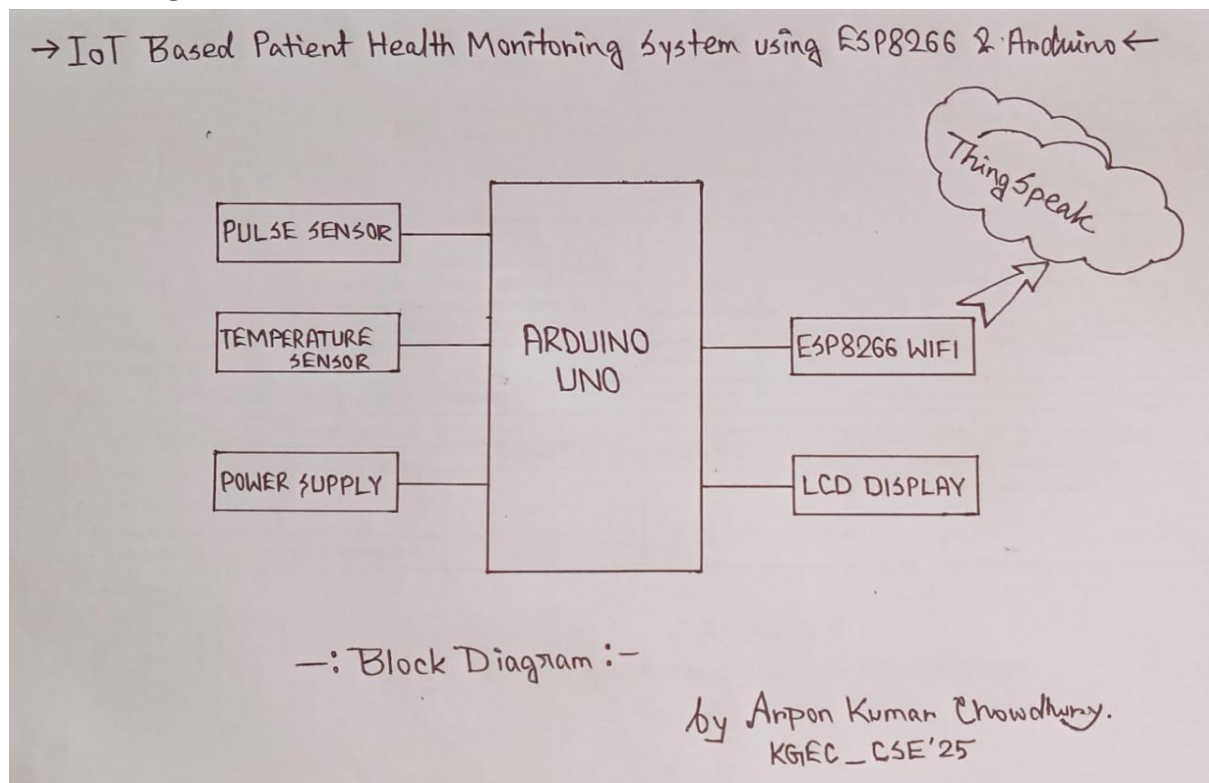 → IoT Based Patient Health Monitoring System using ESP8266 & Arduino ←
ThingSpeak
PULSE SENSOR
TEMPERATURE
SENSOR
POWER SUPPLY
ARDUINO
UNO
ESP8266 WIFI
LCD DISPLAY
-: Block Diagram :-
by Arpon Kumar Chowdhury.
KGEC_CSE'25